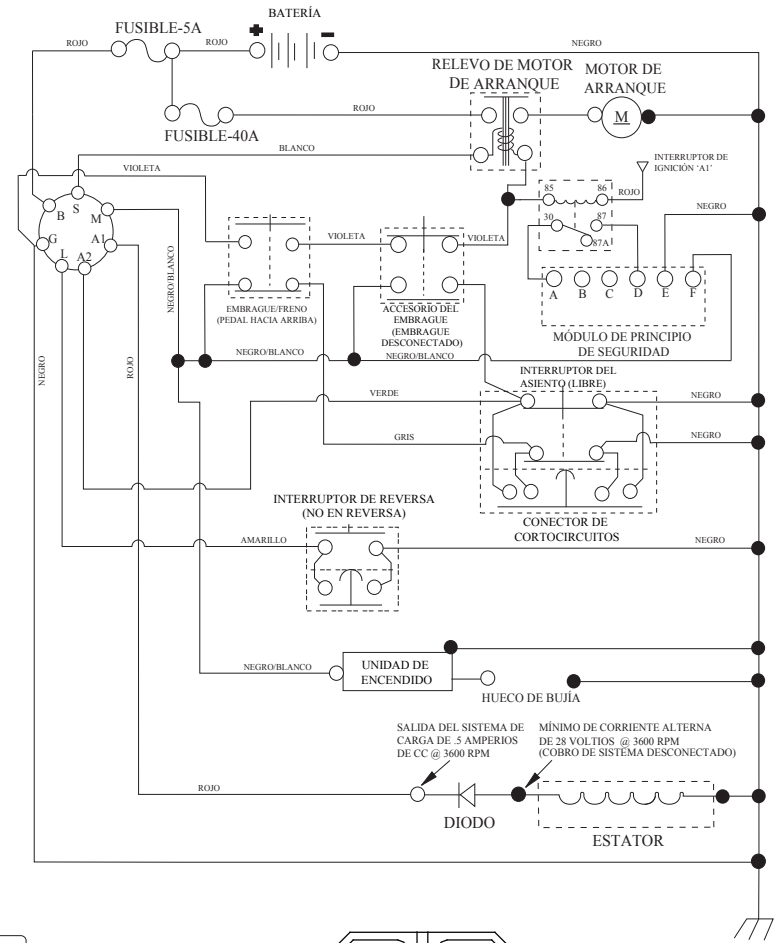 BATERÍA
FUSIBLE-5A
ROJO
ROJO
NEGRO
RELEVO DE MOTOR
DE ARRANQUE
MOTOR DE
ARRANQUE
M
ROJO
FUSIBLE-40A
BLANCO
VIOLETA
INTERRUPTOR DE
IGNICIÓN ‘A1’
85
86
ROJO
30
87
87A
NEGRO
B
S
M
G
A1
L
A2
VIOLETA
VIOLETA
A
B
C
D
E
F
MÓDULO DE PRINCIPIO
DE SEGURIDAD
NEGRO/BLANCO
EMBRAGUE/FRENO
(PEDAL HACIA ARRIBA)
ACCESORIO DEL
EMBRAGUE
(EMBRAGUE
DESCONECTADO)
NEGRO/BLANCO
NEGRO/BLANCO
NEGRO
ROJO
INTERRUPTOR DEL
ASIENTO (LIBRE)
VERDE
NEGRO
GRIS
NEGRO
CONECTOR DE
CORTOCIRCUITOS
INTERRUPTOR DE REVERSA
(NO EN REVERSA)
AMARILLO
NEGRO
NEGRO/BLANCO
UNIDAD DE
ENCENDIDO
HUECO DE BUJÍA
SALIDA DEL SISTEMA DE
CARGA DE .5 AMPERIOS
DE CC @ 3600 RPM
MÍNIMO DE CORRIENTE ALTERNA
DE 28 VOLTIOS @ 3600 RPM
(COBRO DE SISTEMA DESCONECTADO)
ROJO
DIODO
ESTATOR